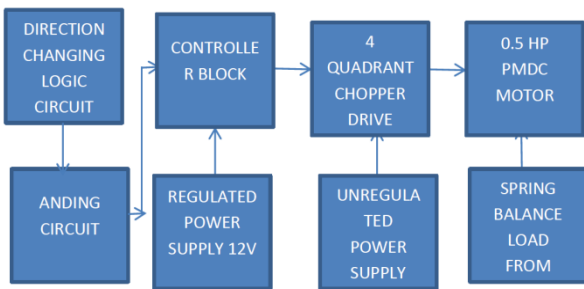 DIRECTION
CHANGING
LOGIC
CIRCUIT
CONTROLLE
R BLOCK
4
QUADRANT
CHOPPER
DRIVE
0.5 HP
PMDC
MOTOR
ANDING
CIRCUIT
REGULATED
POWER
SUPPLY 12V
UNREGULA
TED
POWER
SUPPLY
SPRING
BALANCE
LOAD
FROM